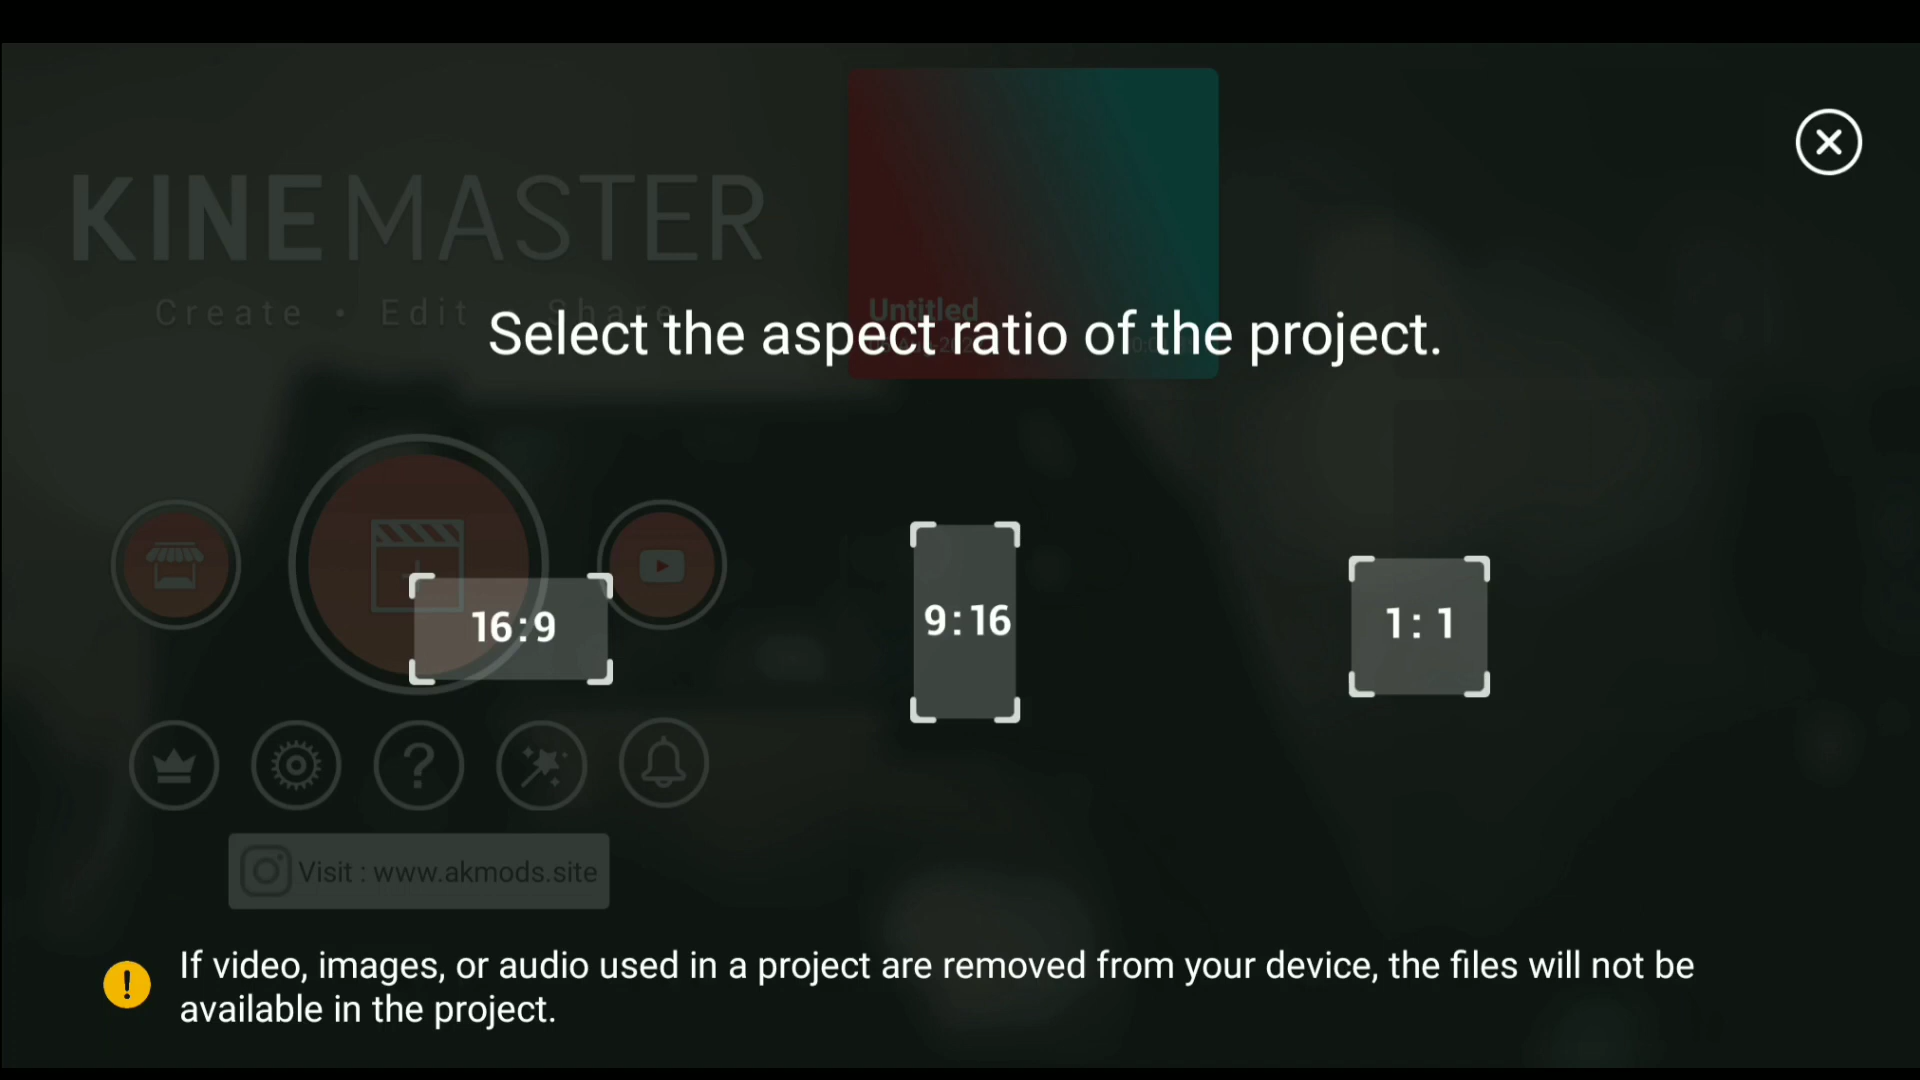 KINEMASTER
Create • Edit • Share
Untitled
Select the aspect ratio of the project.
16:9
9:16
1:1
Visit : www.akmods.site
If video, images, or audio used in a project are removed from your device, the files will not be
available in the project.